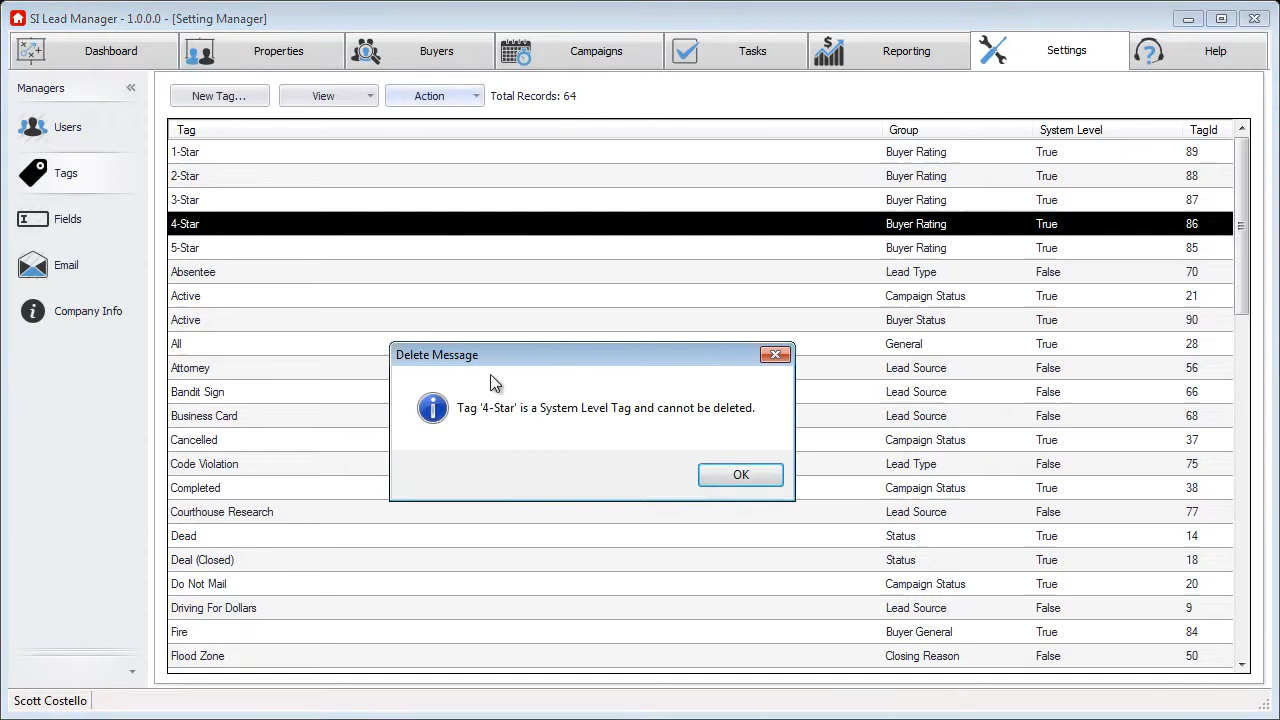 SI Lead Manager - 1.0.0.0 - [Setting Manager]
Dashboard Properties Buyers Campaigns Tasks Reporting Settings Help
Managers
Users
Tags
Fields
Email
Company Info
New Tag... View Action Total Records: 64
Tag Group System Level TagId
1-Star Buyer Rating True 89
2-Star Buyer Rating True 88
3-Star Buyer Rating True 87
4-Star Buyer Rating True 86
5-Star Buyer Rating True 85
Absentee Lead Type False 70
Active Campaign Status True 21
Active Buyer Status True 90
All General True 28
Attorney Lead Source False 56
Bandit Sign Lead Source False 66
Business Card Lead Source False 68
Cancelled Campaign Status True 37
Code Violation Lead Type False 75
Completed Campaign Status True 38
Courthouse Research Lead Source False 77
Dead Status True 14
Deal (Closed) Status True 18
Do Not Mail Campaign Status True 20
Driving For Dollars Lead Source False 9
Fire Buyer General True 84
Flood Zone Closing Reason False 50
Delete Message
Tag '4-Star' is a System Level Tag and cannot be deleted.
OK
Scott Costello